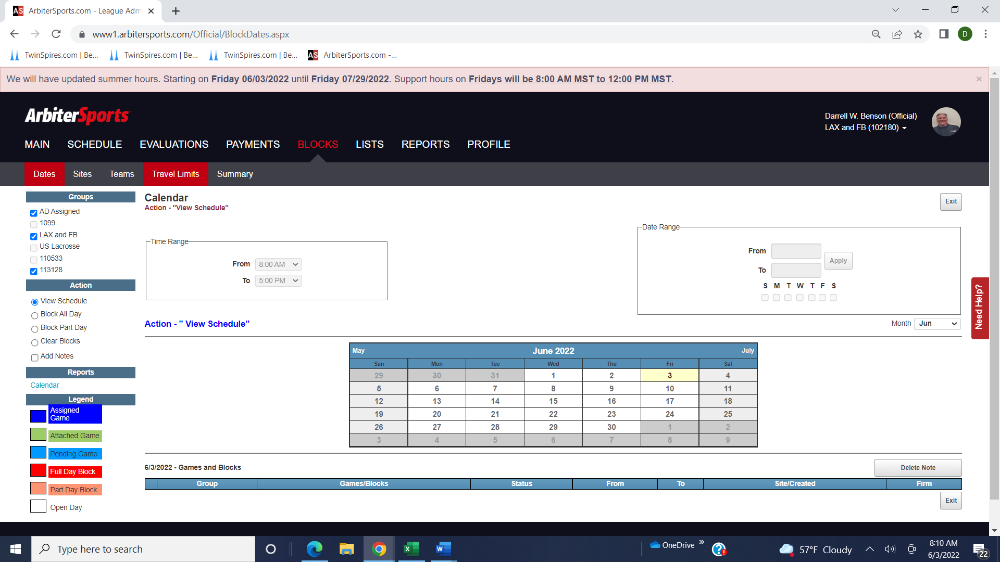 AS ArbiterSports.com - League Adm
www1.arbitersports.com/Official/BlockDates.aspx
D
TwinSpires.com | Be... TwinSpires.com | Be... TwinSpires.com | Be... AS ArbiterSports.com -...
We will have updated summer hours. Starting on Friday 06/03/2022 until Friday 07/29/2022. Support hours on Fridays will be 8:00 AM MST to 12:00 PM MST.
ArbiterSports
Darrell W. Benson (Official)
LAX and FB (102180)
MAIN SCHEDULE EVALUATIONS PAYMENTS BLOCKS LISTS REPORTS PROFILE
Dates Sites Teams Travel Limits Summary
Groups
AD Assigned
1099
LAX and FB
US Lacrosse
110533
113128
Action
View Schedule
Block All Day
Block Part Day
Clear Blocks
Add Notes
Reports
Calendar
Legend
Assigned
Game
Attached Game
Pending Game
Full Day Block
Part Day Block
Open Day
Calendar
Action - "View Schedule"
Exit
Time Range
From 8:00 AM
To 5:00 PM
Date Range
From
To
Apply
S M T W T F S
Action - " View Schedule"
Month Jun
May June 2022 July
Sun Mon Tue Wed Thu Fri Sat
29 30 31 1 2 3 4
5 6 7 8 9 10 11
12 13 14 15 16 17 18
19 20 21 22 23 24 25
26 27 28 29 30 1 2
3 4 5 6 7 8 9
6/3/2022 - Games and Blocks
Delete Note
Group Games/Blocks Status From To Site/Created Firm
Exit
Need Help?
Type here to search
OneDrive
57°F Cloudy
8:10 AM
6/3/2022
22